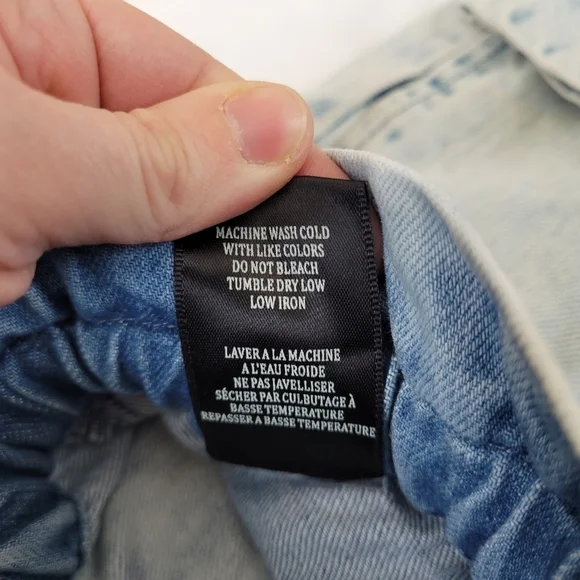 MACHINE WASH COLD
WITH LIKE COLORS
DO NOT BLEACH
TUMBLE DRY LOW
LOW IRON
LAVER A LA MACHINE
A L'EAU FROIDE
NE PAS JAVELLISER
SÉCHER PAR CULBUTAGE À
BASSE TEMPERATURE
REPASSER A BASSE TEMPERATURE